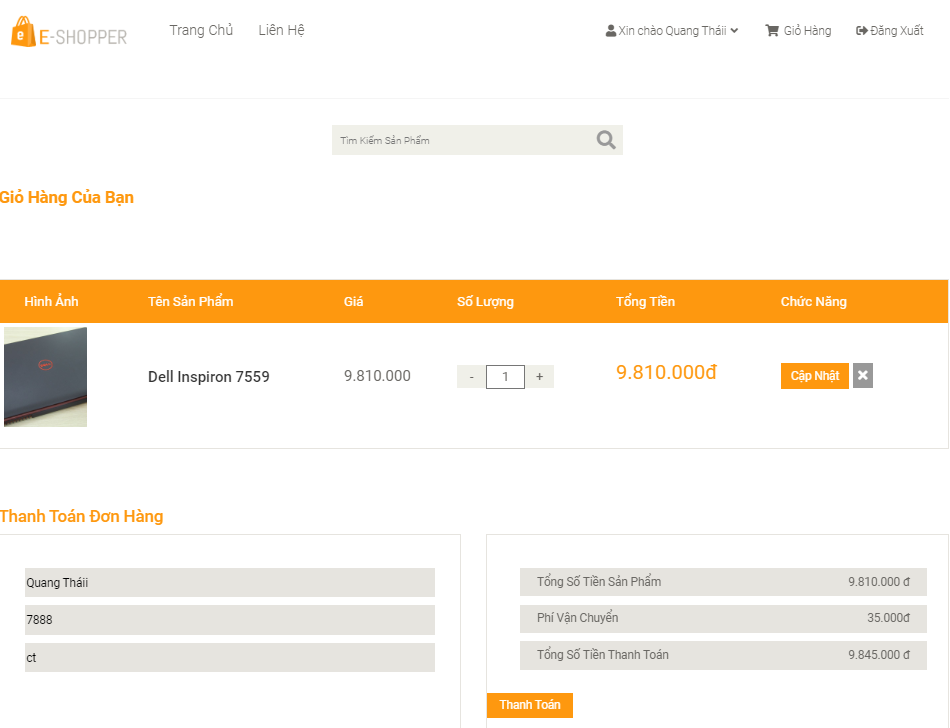 E-SHOPPER Trang Chủ Liên Hệ Xin chào Quang Tháii Giỏ Hàng Đăng Xuất
Tìm Kiếm Sản Phẩm
Giỏ Hàng Của Bạn
Hình Ảnh Tên Sản Phẩm Giá Số Lượng Tổng Tiền Chức Năng
Dell Inspiron 7559 9.810.000 - 1 + 9.810.000đ Cập Nhật
Thanh Toán Đơn Hàng
Quang Tháii
7888
ct
Tổng Số Tiền Sản Phẩm 9.810.000 đ
Phí Vận Chuyển 35.000đ
Tổng Số Tiền Thanh Toán 9.845.000 đ
Thanh Toán